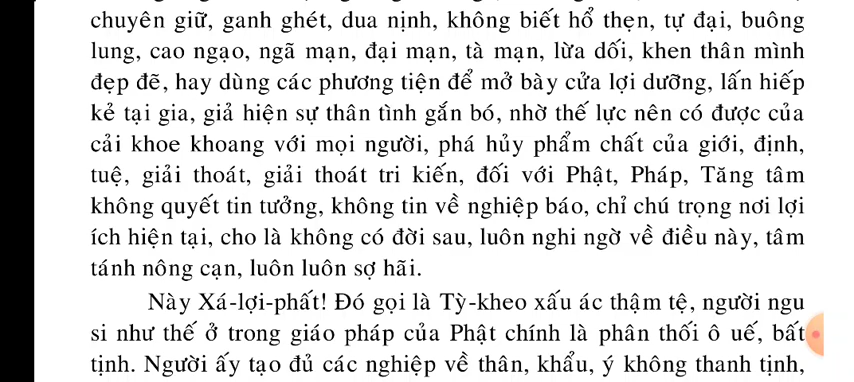 chuyên giữ, ganh ghét, dua nịnh, không biết hổ thẹn, tự đại, buông
lung, cao ngạo, ngã mạn, đại mạn, tà mạn, lừa dối, khen thân mình
đẹp đẽ, hay dùng các phương tiện để mở bày cửa lợi dưỡng, lấn hiếp
kẻ tại gia, giả hiện sự thân tình gắn bó, nhờ thế lực nên có được của
cải khoe khoang với mọi người, phá hủy phẩm chất của giới, định,
tuệ, giải thoát, giải thoát tri kiến, đối với Phật, Pháp, Tăng tâm
không quyết tin tưởng, không tin về nghiệp báo, chỉ chú trọng nơi lợi
ích hiện tại, cho là không có đời sau, luôn nghi ngờ về điều này, tâm
tánh nông cạn, luôn luôn sợ hãi.
Này Xá-lợi-phất! Đó gọi là Tỳ-kheo xấu ác thậm tệ, người ngu
si như thế ở trong giáo pháp của Phật chính là phân thối ô uế, bất
tịnh. Người ấy tạo đủ các nghiệp về thân, khẩu, ý không thanh tịnh,